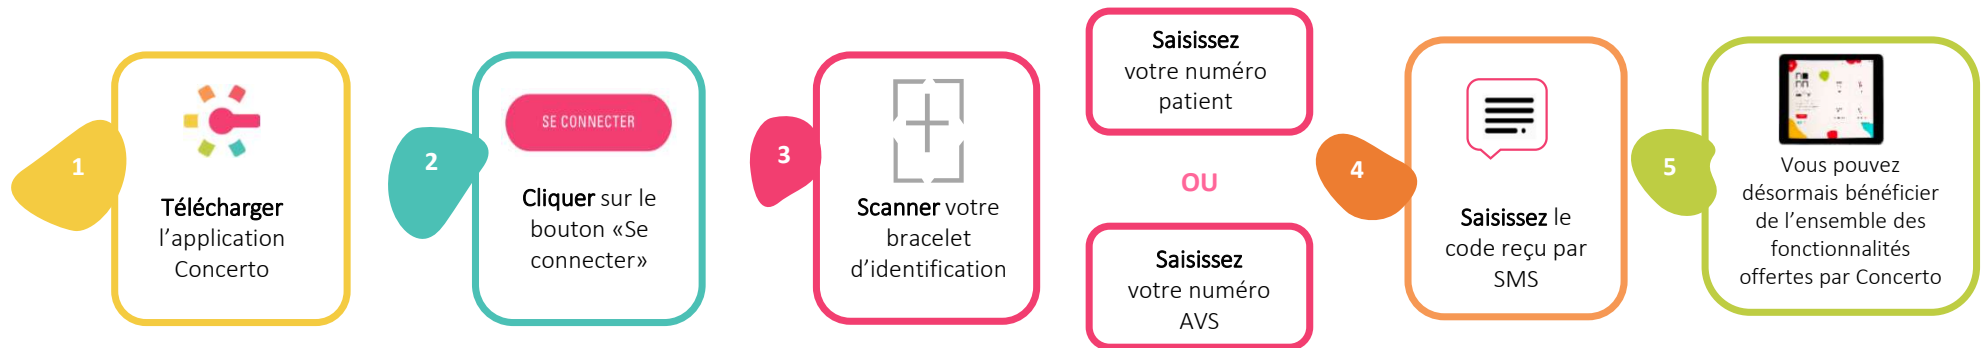 1
Télécharger
l’application
Concerto
2
SE CONNECTER
Cliquer sur le
bouton «Se
connecter»
3
Scanner votre
bracelet
d’identification
Saisissez
votre numéro
patient
OU
Saisissez
votre numéro
AVS
4
Saisissez le
code reçu par
SMS
5
Vous pouvez
désormais bénéficier
de l’ensemble des
fonctionnalités
offertes par Concerto